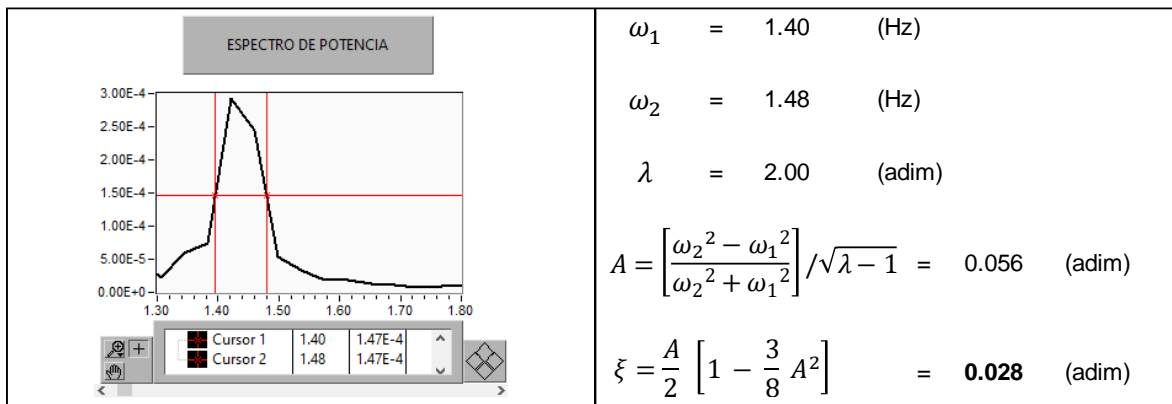 ESPECTRO DE POTENCIA
3.00E-4
2.50E-4
2.00E-4
1.50E-4
1.00E-4
5.00E-5
0.00E+0
1.30 1.40 1.50 1.60 1.70 1.80
Cursor 1 1.40 1.47E-4
Cursor 2 1.48 1.47E-4
ω₁ = 1.40 (Hz)
ω₂ = 1.48 (Hz)
λ = 2.00 (adim)
A = [(ω₂² − ω₁²)/(ω₂² + ω₁²)] /√(λ − 1) = 0.056 (adim)
ξ = A/2 [1 − 3/8 A²] = 0.028 (adim)